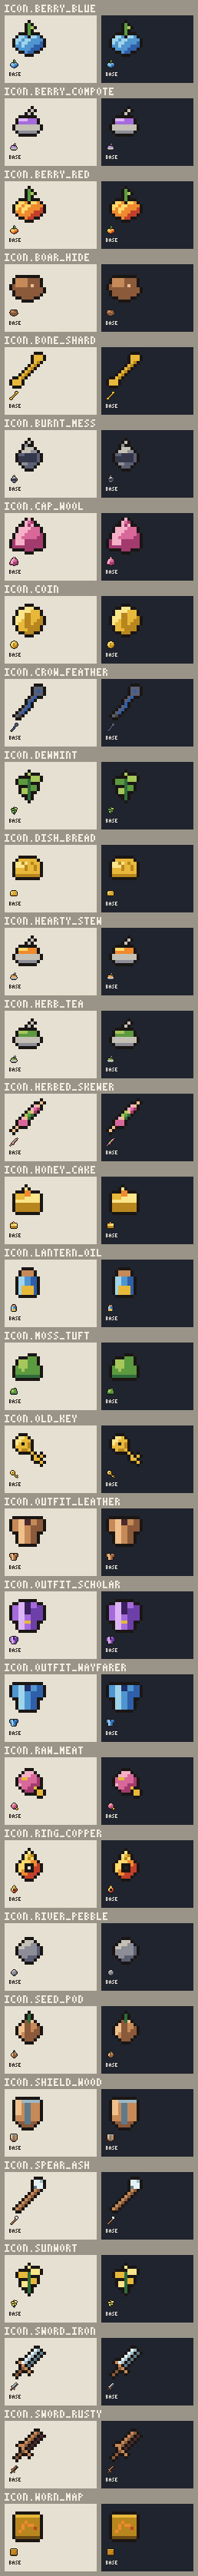 ICON.BERRY_BLUE
BASE BASE
ICON.BERRY_COMPOTE
BASE BASE
ICON.BERRY_RED
BASE BASE
ICON.BOAR_HIDE
BASE BASE
ICON.BONE_SHARD
BASE BASE
ICON.BURNT_MESS
BASE BASE
ICON.CAP_WOOL
BASE BASE
ICON.COIN
BASE BASE
ICON.CROW_FEATHER
BASE BASE
ICON.DEWMINT
BASE BASE
ICON.DISH_BREAD
BASE BASE
ICON.HEARTY_STEW
BASE BASE
ICON.HERB_TEA
BASE BASE
ICON.HERBED_SKEWER
BASE BASE
ICON.HONEY_CAKE
BASE BASE
ICON.LANTERN_OIL
BASE BASE
ICON.MOSS_TUFT
BASE BASE
ICON.OLD_KEY
BASE BASE
ICON.OUTFIT_LEATHER
BASE BASE
ICON.OUTFIT_SCHOLAR
BASE BASE
ICON.OUTFIT_WAYFARER
BASE BASE
ICON.RAW_MEAT
BASE BASE
ICON.RING_COPPER
BASE BASE
ICON.RIVER_PEBBLE
BASE BASE
ICON.SEED_POD
BASE BASE
ICON.SHIELD_WOOD
BASE BASE
ICON.SPEAR_ASH
BASE BASE
ICON.SUNWORT
BASE BASE
ICON.SWORD_IRON
BASE BASE
ICON.SWORD_RUSTY
BASE BASE
ICON.WORN_MAP
BASE BASE